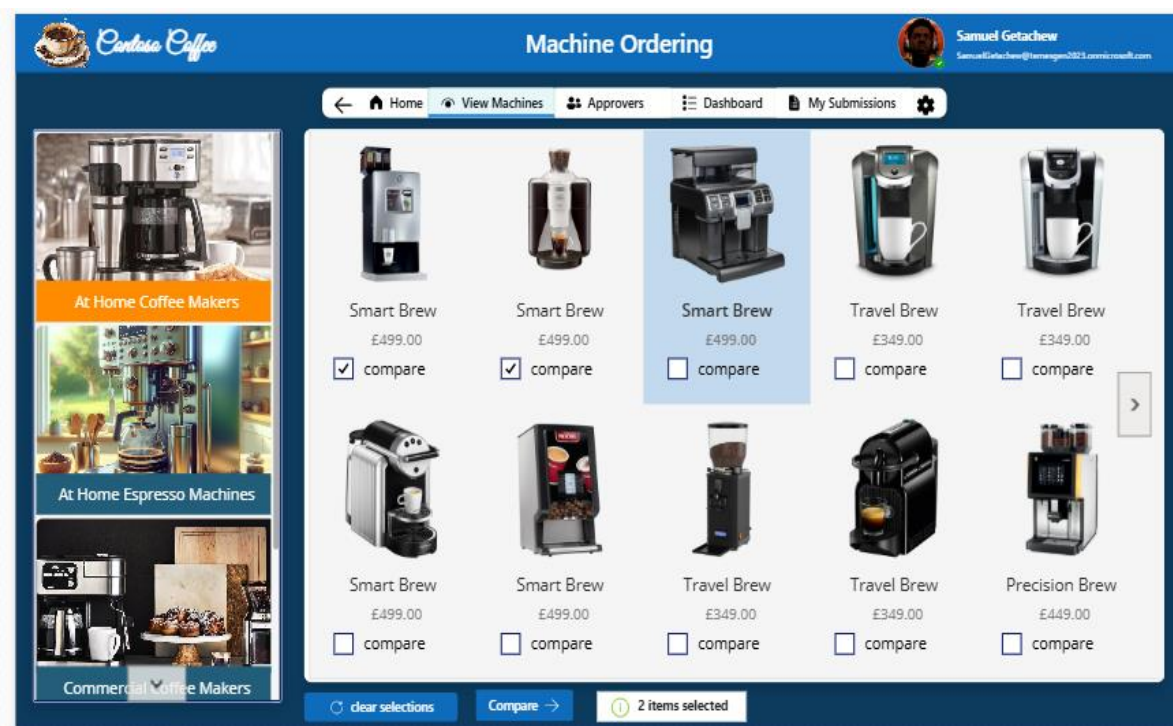 Contoso Coffee
Machine Ordering
Samuel Getachew
SamuelGetachew@temesgen2023.onmicrosoft.com
Home View Machines Approvers Dashboard My Submissions
At Home Coffee Makers
At Home Espresso Machines
Commercial Coffee Makers
Smart Brew Smart Brew Smart Brew Travel Brew Travel Brew
£499.00 £499.00 £499.00 £349.00 £349.00
compare compare compare compare compare
Smart Brew Smart Brew Travel Brew Travel Brew Precision Brew
£499.00 £499.00 £349.00 £349.00 £449.00
compare compare compare compare compare
clear selections Compare 2 items selected